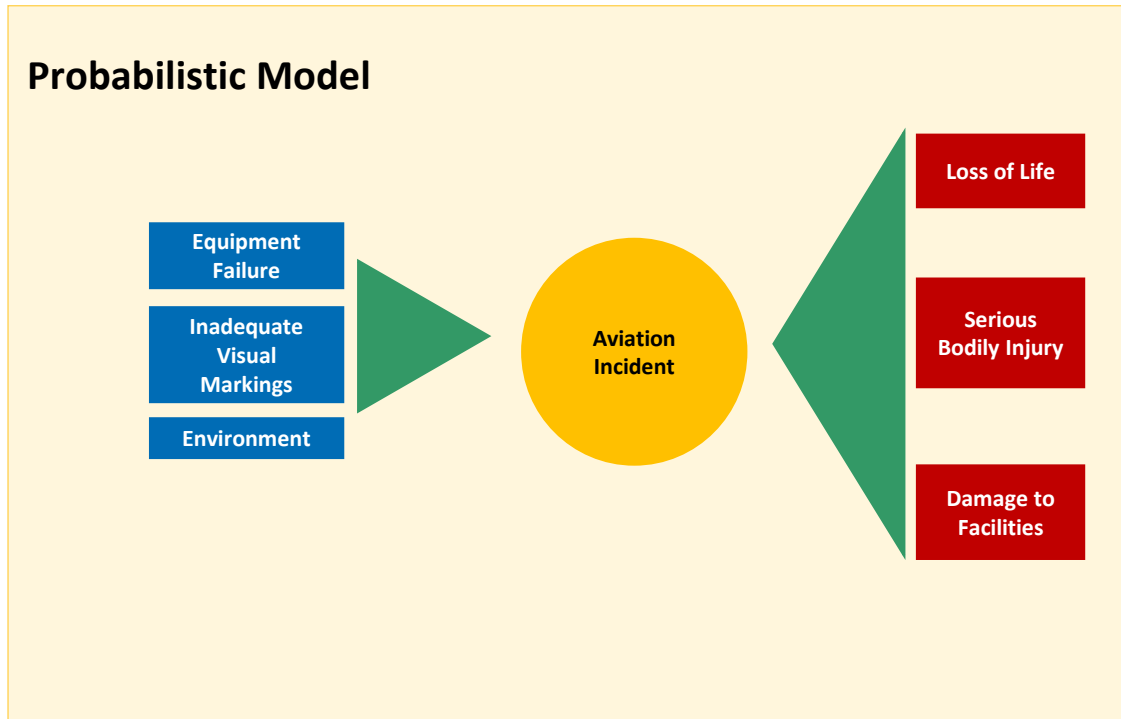 Probabilistic Model
Equipment
Failure
Inadequate
Visual
Markings
Environment
Aviation
Incident
Loss of Life
Serious
Bodily Injury
Damage to
Facilities